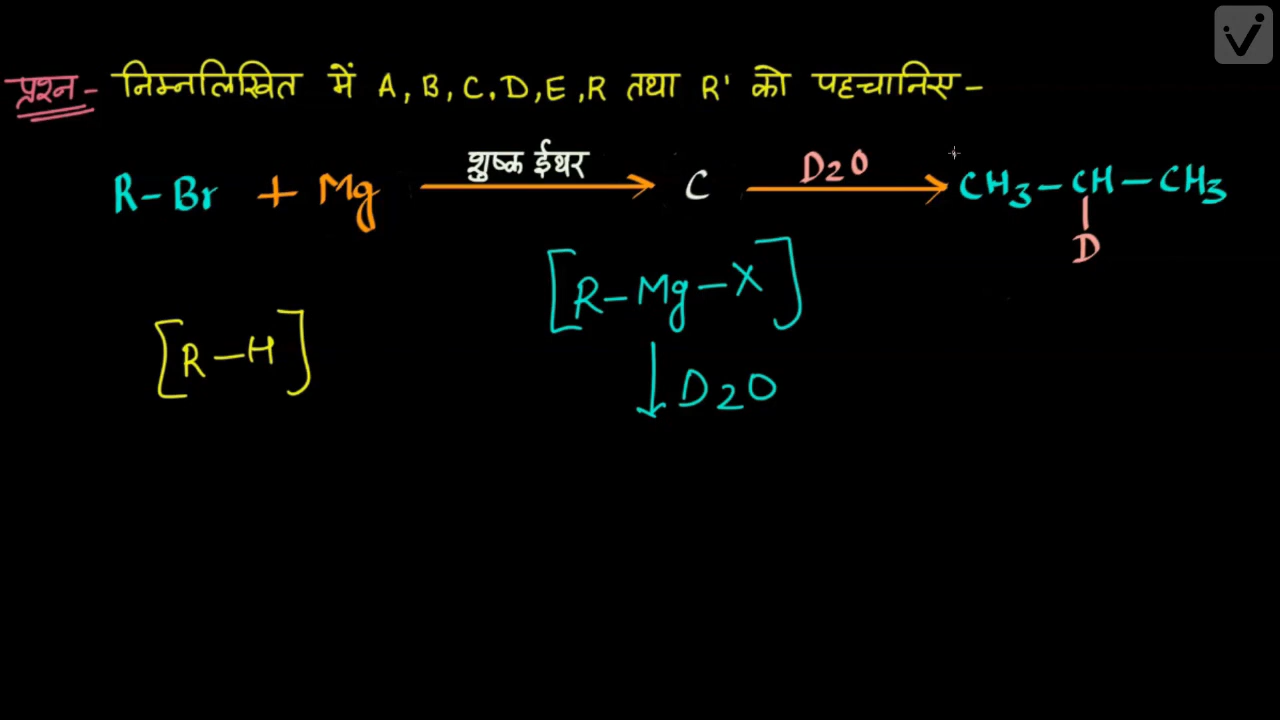 प्रश्न- निम्नलिखित में A, B, C, D, E, R तथा R' को पहचानिए -
R-Br + Mg शुष्क ईथर C D2O CH3-CH-CH3
D
[R-Mg-X]
[R-H]
D2O